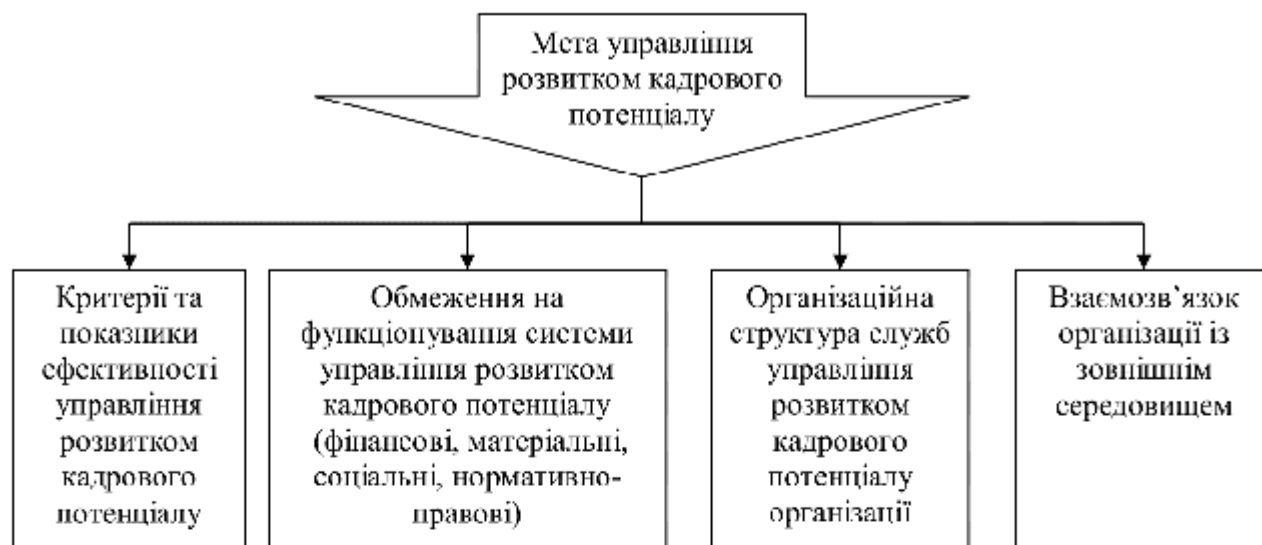 Мета управління
розвитком кадрового
потенціалу
Критерії та
показники
ефективності
управління
розвитком
кадрового
потенціалу
Обмеження на
функціонування системи
управління розвитком
кадрового потенціалу
(фінансові, матеріальні,
соціальні, нормативно-
правові)
Організаційна
структура служб
управління
розвитком
кадрового
потенціалу
організації
Взаємозв’язок
організації із
зовнішнім
середовищем